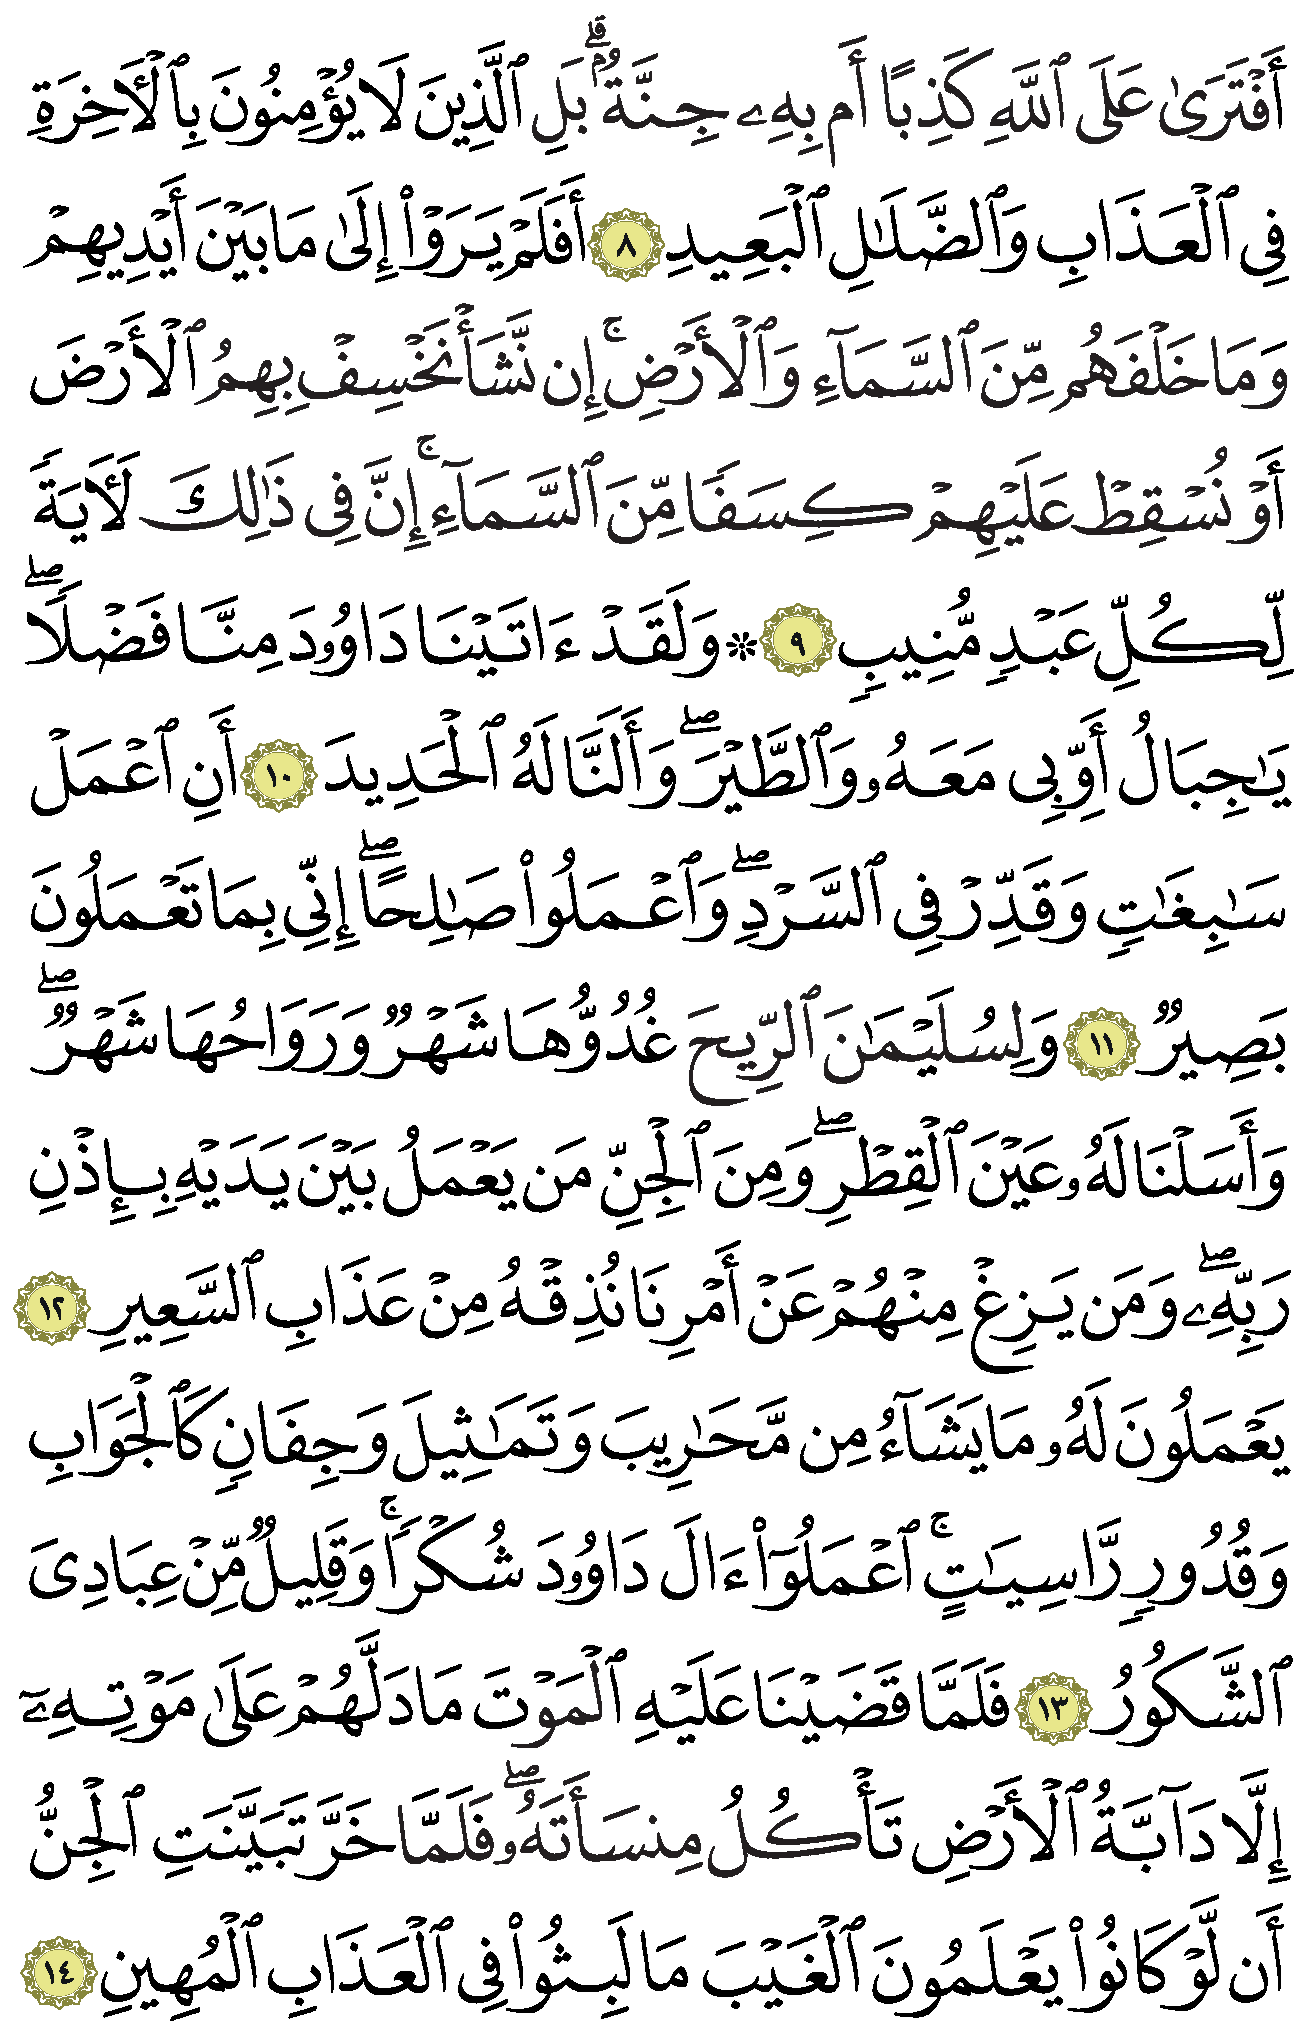 أَفْتَرَىٰ عَلَى ٱللَّهِ كَذِبًا أَم بِهِۦ جِنَّةُۢ ۗ بَلِ ٱلَّذِينَ لَا يُؤْمِنُونَ بِٱلْأَخِرَةِ
فِى ٱلْعَذَابِ وَٱلضَّلَـٰلِ ٱلْبَعِيدِ ٨ أَفَلَمْ يَرَوْا۟ إِلَىٰ مَا بَيْنَ أَيْدِيهِمْ
وَمَا خَلْفَهُم مِّنَ ٱلسَّمَآءِ وَٱلْأَرْضِ ۚ إِن نَّشَأْ نَخْسِفْ بِهِمُ ٱلْأَرْضَ
أَوْ نُسْقِطْ عَلَيْهِمْ كِسَفًا مِّنَ ٱلسَّمَآءِ ۚ إِنَّ فِى ذَٰلِكَ لَأَيَةً
لِّكُلِّ عَبْدٍ مُّنِيبٍ ٩ ۞ وَلَقَدْ ءَاتَيْنَا دَاوُۥدَ مِنَّا فَضْلًا ۖ
يَـٰجِبَالُ أَوِّبِى مَعَهُۥ وَٱلطَّيْرَ ۖ وَأَلَنَّا لَهُ ٱلْحَدِيدَ ١٠ أَنِ ٱعْمَلْ
سَـٰبِغَـٰتٍ وَقَدِّرْ فِى ٱلسَّرْدِ ۖ وَٱعْمَلُوا۟ صَـٰلِحًا ۖ إِنِّى بِمَا تَعْمَلُونَ
بَصِيرٌ ١١ وَلِسُلَيْمَـٰنَ ٱلرِّيحَ غُدُوُّهَا شَهْرٌ وَرَوَاحُهَا شَهْرٌ ۖ
وَأَسَلْنَا لَهُۥ عَيْنَ ٱلْقِطْرِ ۖ وَمِنَ ٱلْجِنِّ مَن يَعْمَلُ بَيْنَ يَدَيْهِ بِإِذْنِ
رَبِّهِۦ ۖ وَمَن يَزِغْ مِنْهُمْ عَنْ أَمْرِنَا نُذِقْهُ مِنْ عَذَابِ ٱلسَّعِيرِ ١٢
يَعْمَلُونَ لَهُۥ مَا يَشَآءُ مِن مَّحَـٰرِيبَ وَتَمَـٰثِيلَ وَجِفَانٍ كَٱلْجَوَابِ
وَقُدُورٍ رَّاسِيَـٰتٍ ۚ ٱعْمَلُوٓا۟ ءَالَ دَاوُۥدَ شُكْرًا ۚ وَقَلِيلٌ مِّنْ عِبَادِىَ
ٱلشَّكُورُ ١٣ فَلَمَّا قَضَيْنَا عَلَيْهِ ٱلْمَوْتَ مَا دَلَّهُمْ عَلَىٰ مَوْتِهِۦٓ
إِلَّا دَآبَّةُ ٱلْأَرْضِ تَأْكُلُ مِنسَأَتَهُۥ ۖ فَلَمَّا خَرَّ تَبَيَّنَتِ ٱلْجِنُّ
أَن لَّوْ كَانُوا۟ يَعْلَمُونَ ٱلْغَيْبَ مَا لَبِثُوا۟ فِى ٱلْعَذَابِ ٱلْمُهِينِ ١٤